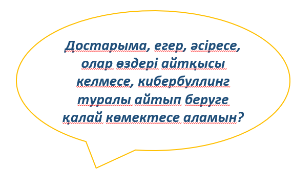 Достарыма, егер, әсіресе,
олар өздері айтқысы
келмесе, кибербуллинг
туралы айтып беруге
қалай көмектесе аламын?